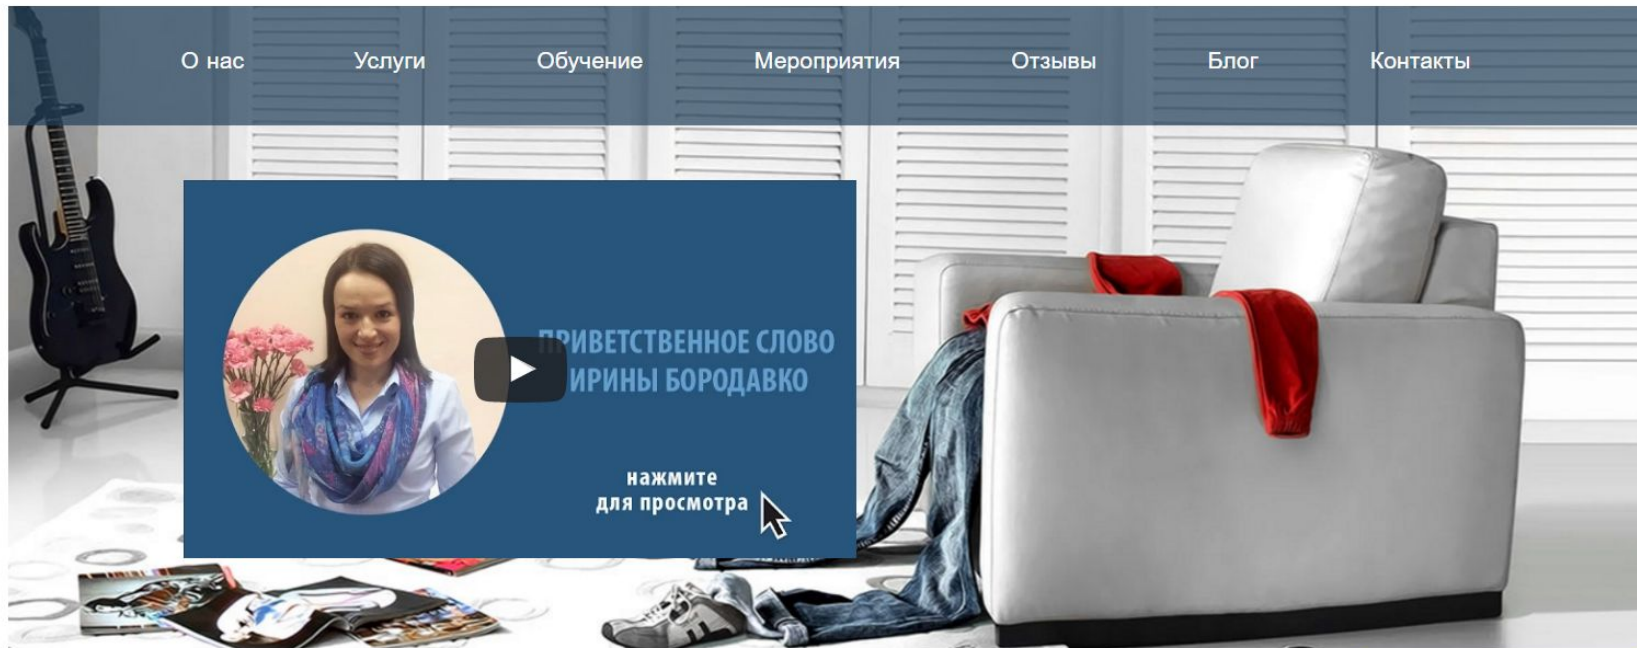 О нас Услуги Обучение Мероприятия Отзывы Блог Контакты
ПРИВЕТСТВЕННОЕ СЛОВО
ИРИНЫ БОРОДАВКО
нажмите
для просмотра